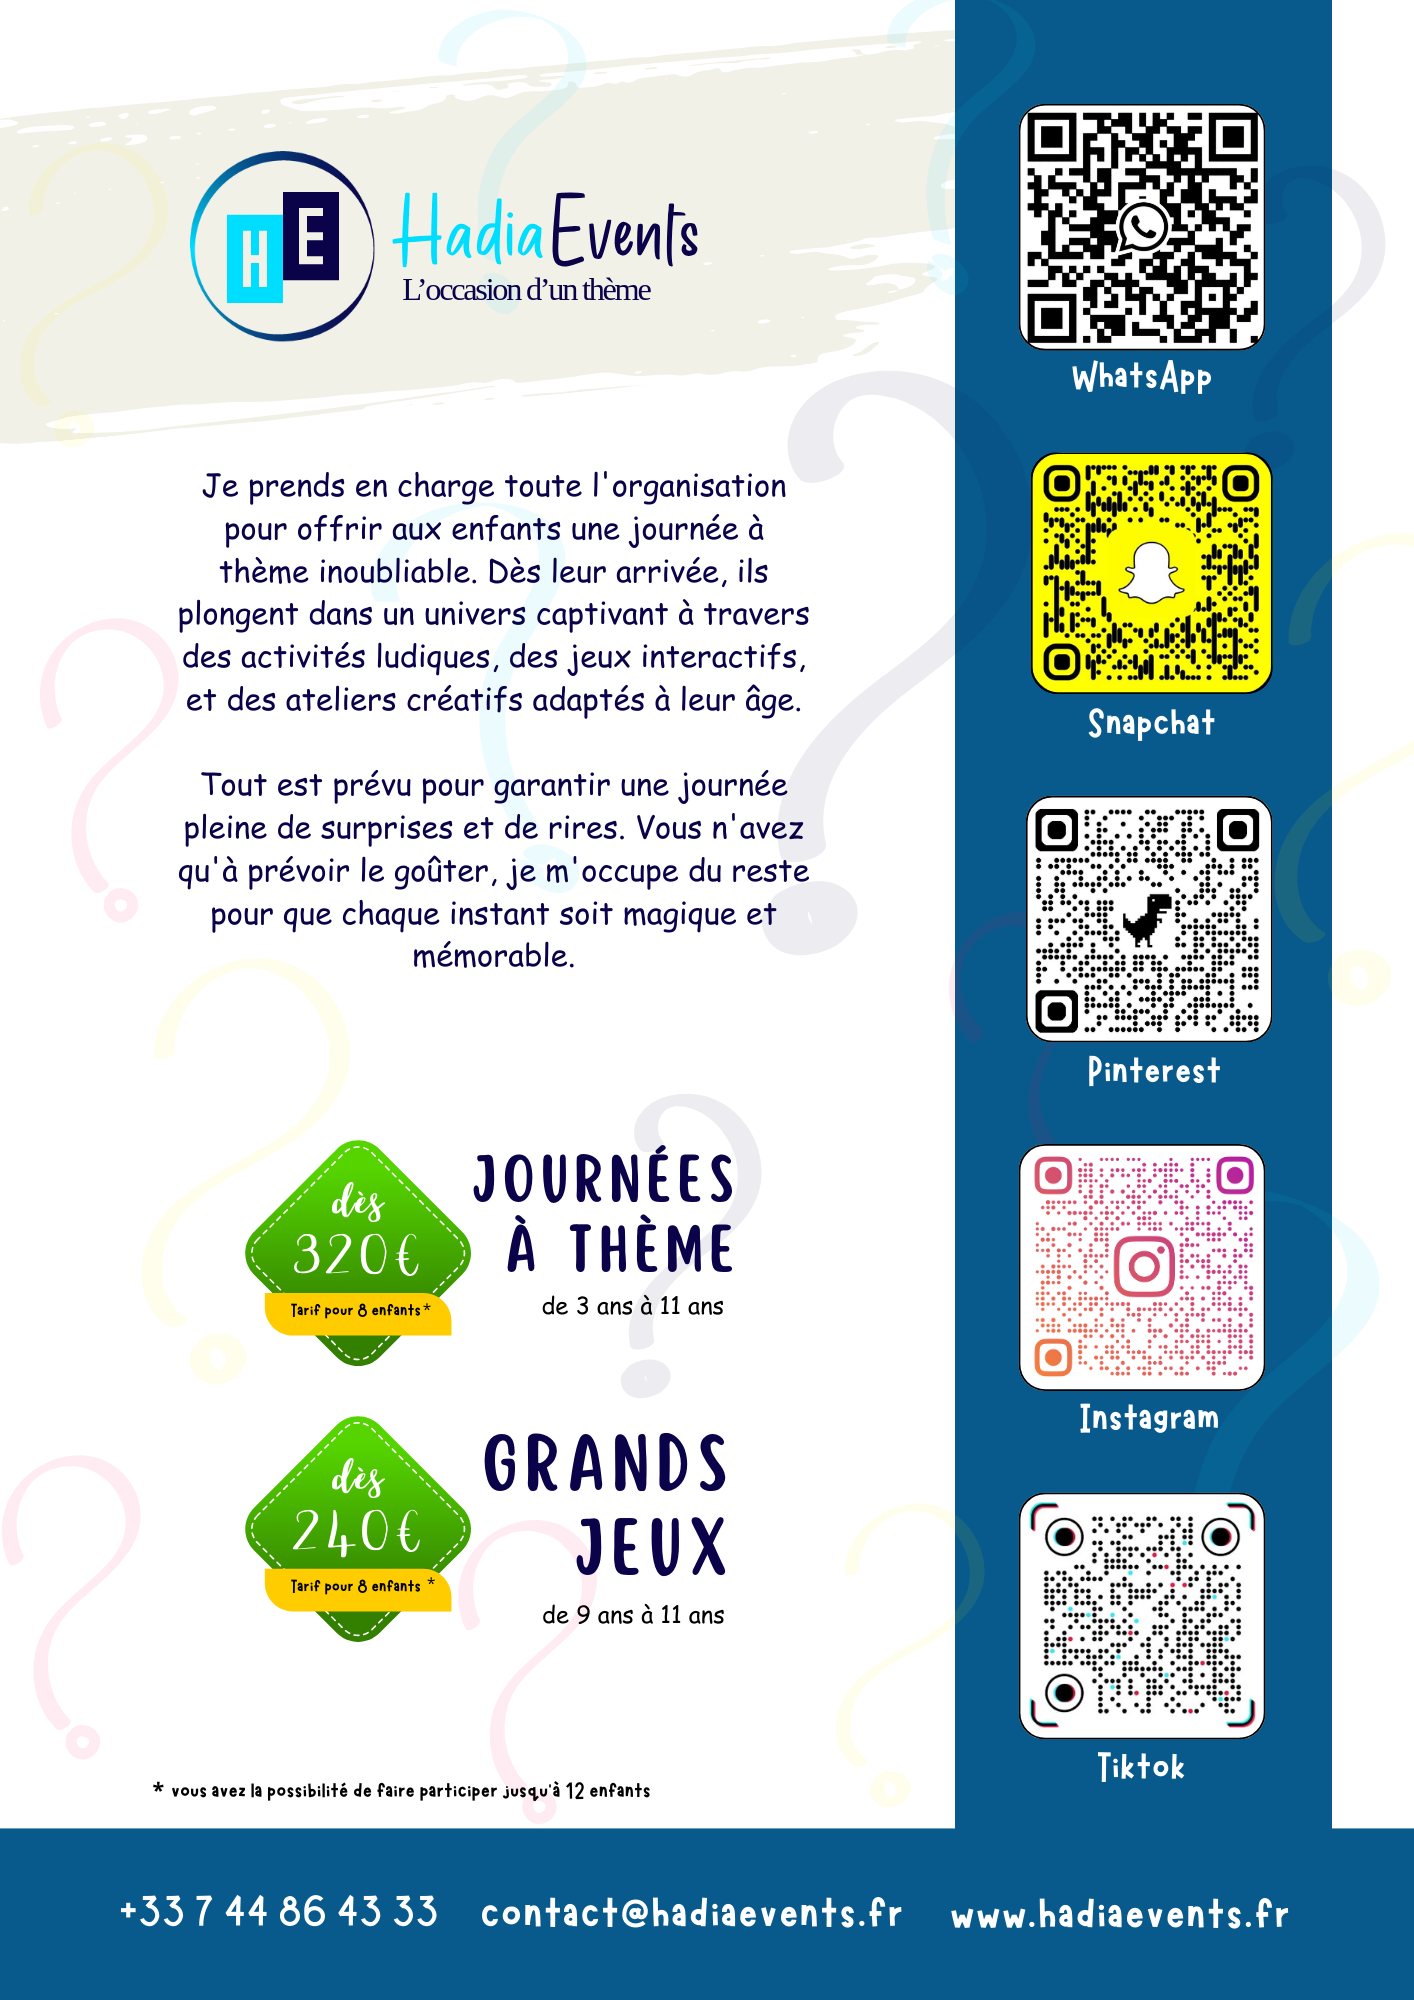 HE
HadiaEvents
L’occasion d’un thème
Je prends en charge toute l'organisation
pour offrir aux enfants une journée à
thème inoubliable. Dès leur arrivée, ils
plongent dans un univers captivant à travers
des activités ludiques, des jeux interactifs,
et des ateliers créatifs adaptés à leur âge.
Tout est prévu pour garantir une journée
pleine de surprises et de rires. Vous n'avez
qu'à prévoir le goûter, je m'occupe du reste
pour que chaque instant soit magique et
mémorable.
dès
320€
Tarif pour 8 enfants*
JOURNÉES
À THÈME
de 3 ans à 11 ans
dès
240€
Tarif pour 8 enfants *
GRANDS
JEUX
de 9 ans à 11 ans
* vous avez la possibilité de faire participer jusqu'à 12 enfants
WhatsApp
Snapchat
Pinterest
Instagram
Tiktok
+33 7 44 86 43 33
contact@hadiaevents.fr
www.hadiaevents.fr